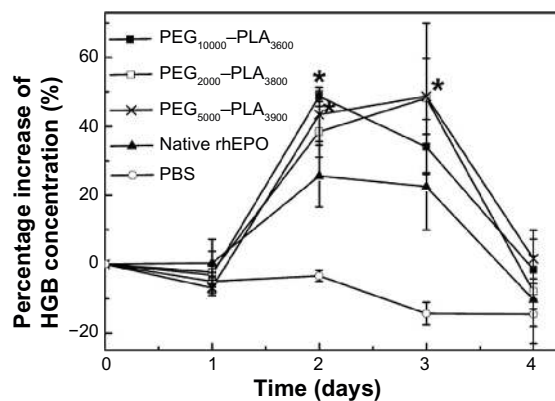 Percentage increase of
HGB concentration (%)
60
40
20
0
−20
PEG10000–PLA3600
PEG2000–PLA3800
PEG5000–PLA3900
Native rhEPO
PBS
*
*
*
0 1 2 3 4
Time (days)